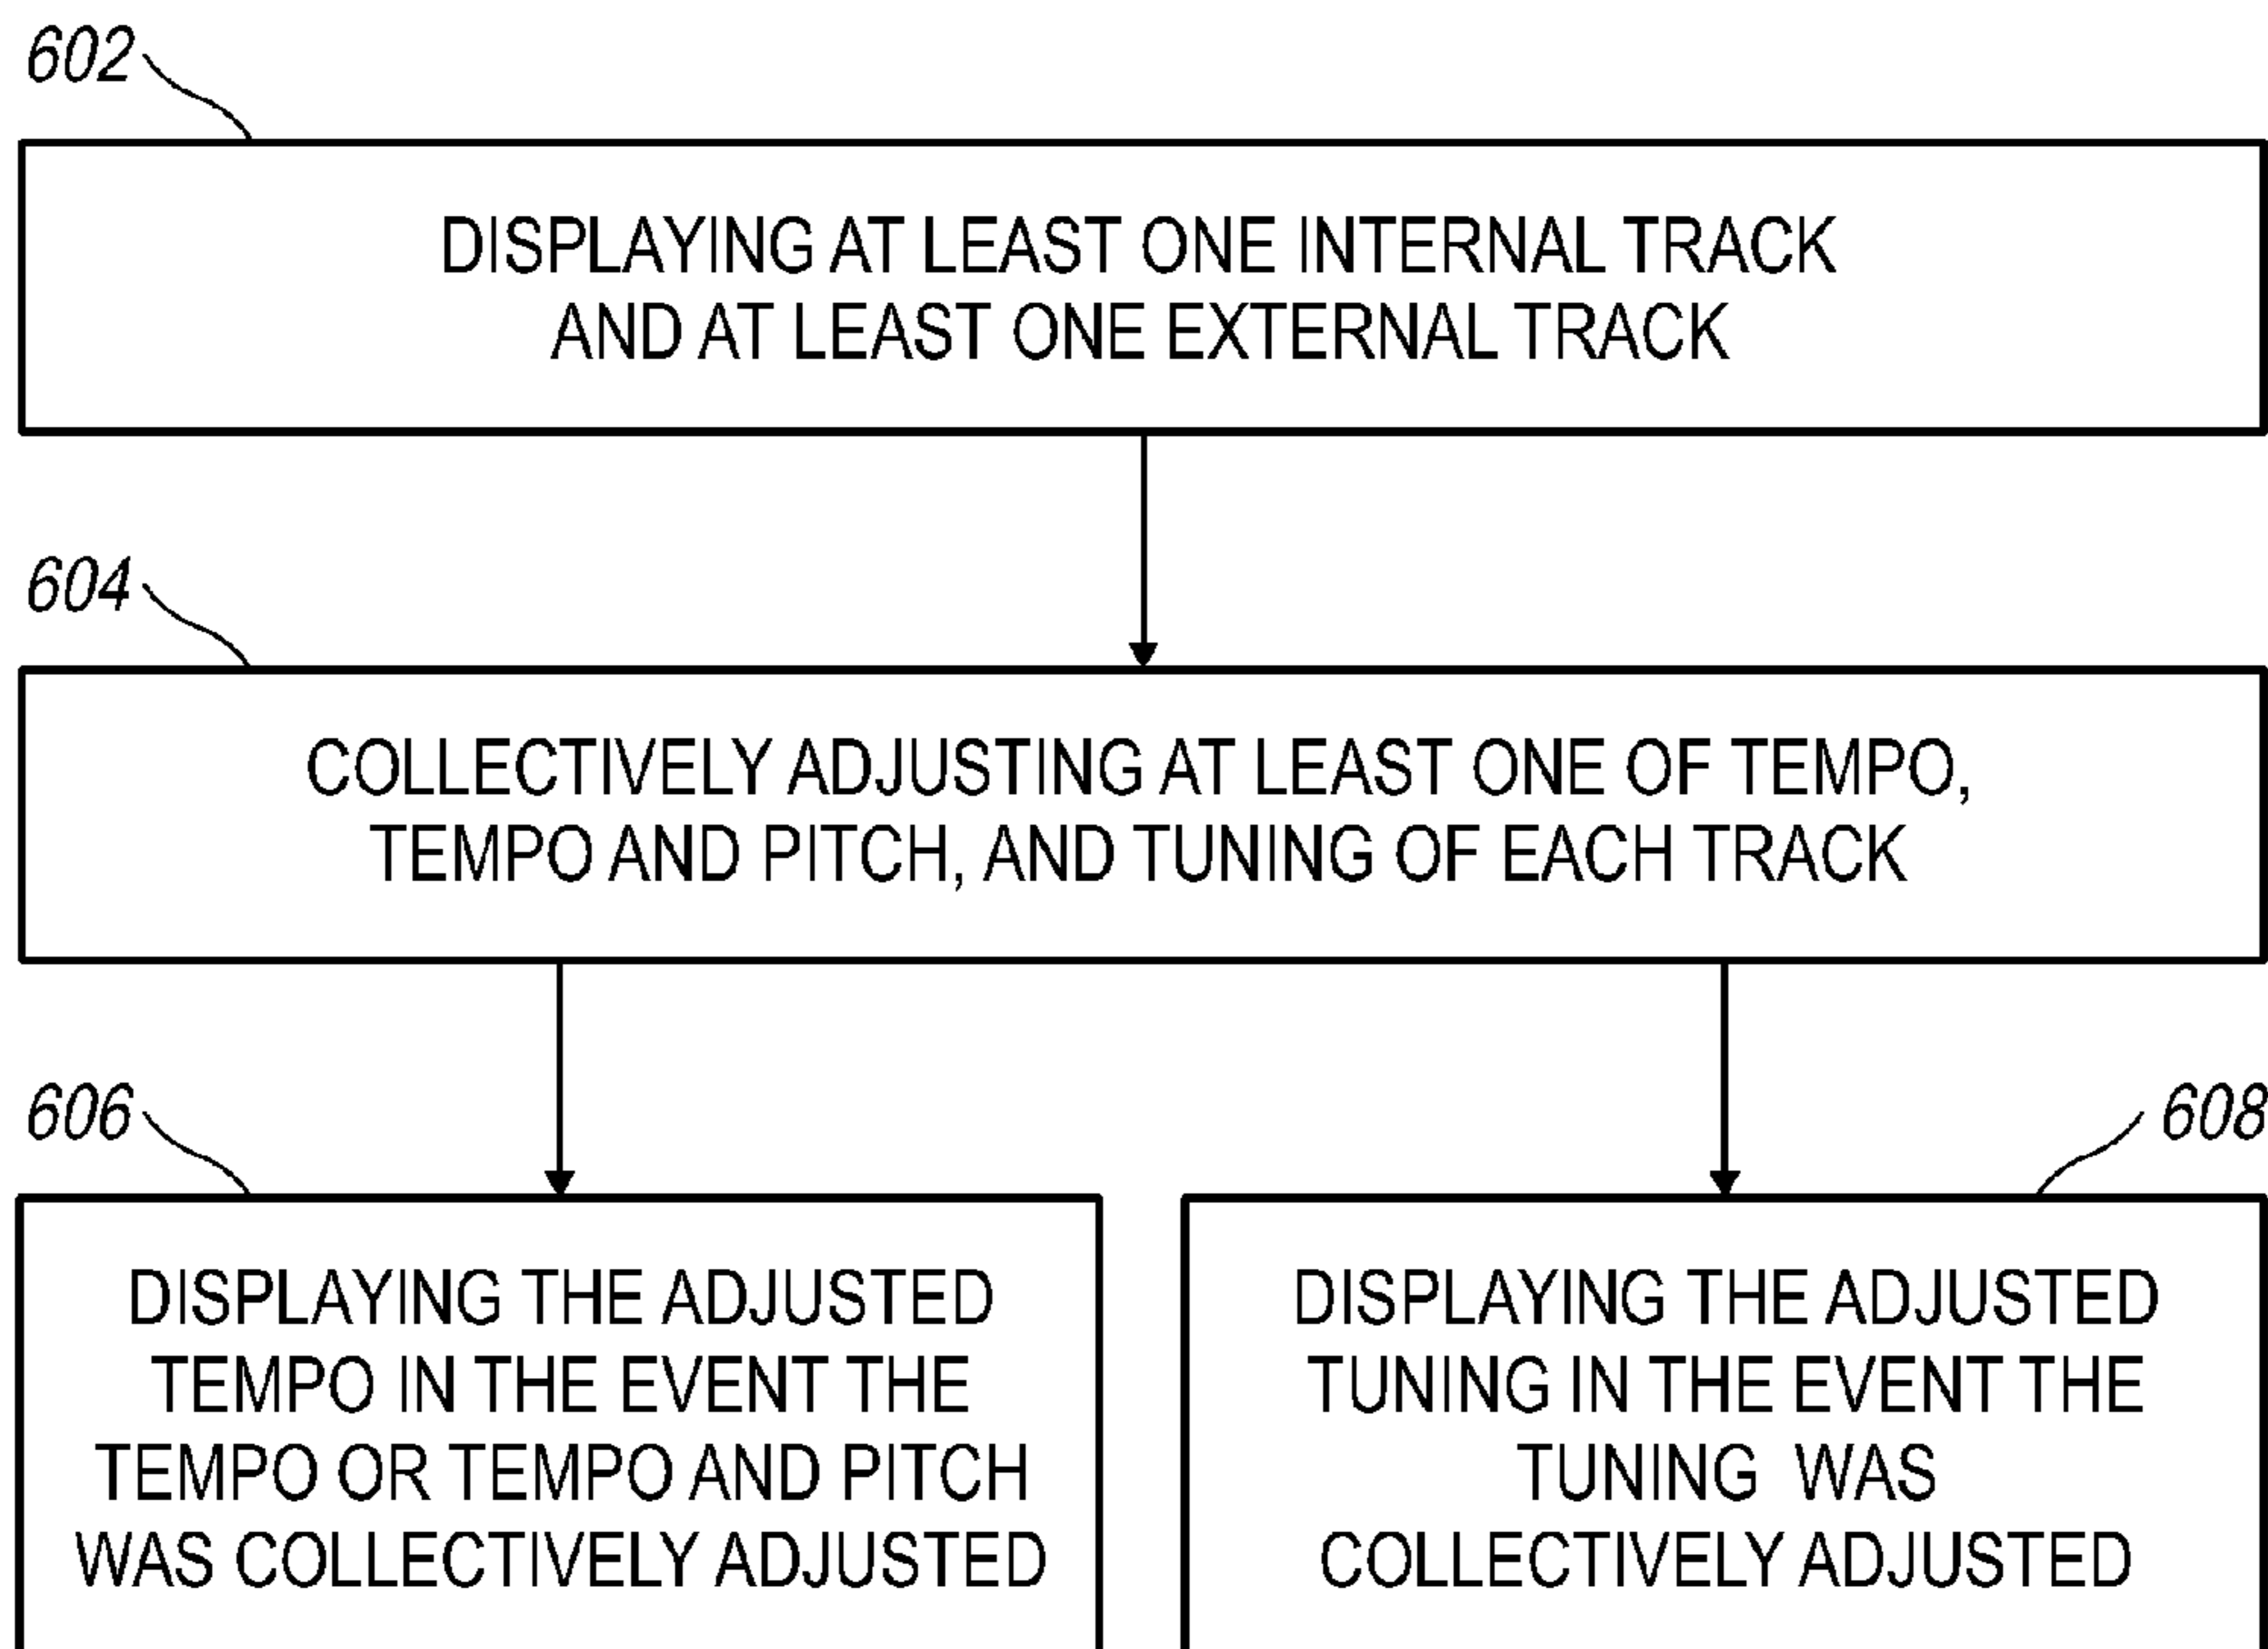 602
DISPLAYING AT LEAST ONE INTERNAL TRACK
AND AT LEAST ONE EXTERNAL TRACK
604
COLLECTIVELY ADJUSTING AT LEAST ONE OF TEMPO,
TEMPO AND PITCH, AND TUNING OF EACH TRACK
606
DISPLAYING THE ADJUSTED
TEMPO IN THE EVENT THE
TEMPO OR TEMPO AND PITCH
WAS COLLECTIVELY ADJUSTED
608
DISPLAYING THE ADJUSTED
TUNING IN THE EVENT THE
TUNING WAS
COLLECTIVELY ADJUSTED